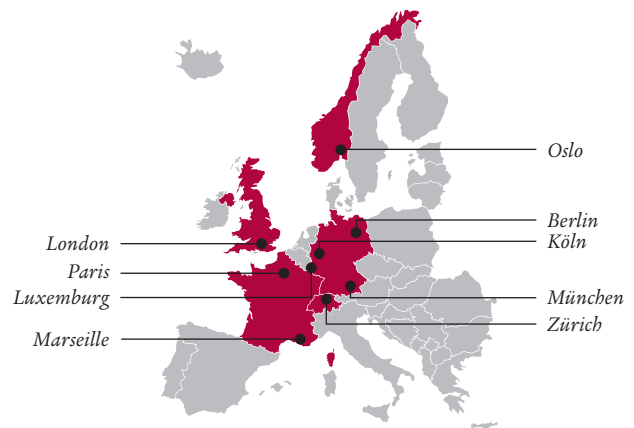 Oslo
Berlin
London
Köln
Paris
Luxemburg
München
Zürich
Marseille